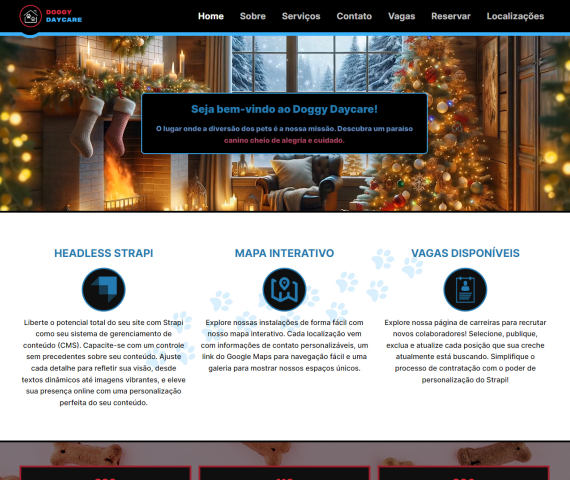 DOGGY
DAYCARE
Home Sobre Serviços Contato Vagas Reservar Localizações
Seja bem-vindo ao Doggy Daycare!
O lugar onde a diversão dos pets é a nossa missão. Descubra um paraíso
canino cheio de alegria e cuidado.
HEADLESS STRAPI
Liberte o potencial total do seu site com Strapi
como seu sistema de gerenciamento de
conteúdo (CMS). Capacite-se com um controle
sem precedentes sobre seu conteúdo. Ajuste
cada detalhe para refletir sua visão, desde
textos dinâmicos até imagens vibrantes, e eleve
sua presença online com uma personalização
perfeita do seu conteúdo.
MAPA INTERATIVO
Explore nossas instalações de forma fácil com
nosso mapa interativo. Cada localização vem
com informações de contato personalizáveis, um
link do Google Maps para navegação fácil e uma
galeria para mostrar nossos espaços únicos.
VAGAS DISPONÍVEIS
Explore nossa página de carreiras para recrutar
novos colaboradores! Selecione, publique,
exclua e atualize cada posição que sua creche
atualmente está buscando. Simplifique o
processo de contratação com o poder de
personalização do Strapi!